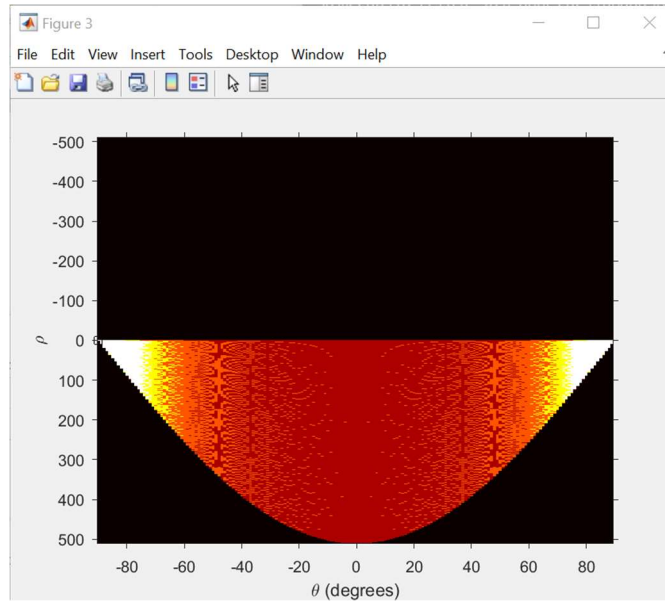 Figure 3
File Edit View Insert Tools Desktop Window Help
-500
-400
-300
-200
-100
0
100
200
300
400
500
ρ
-80 -60 -40 -20 0 20 40 60 80
θ (degrees)